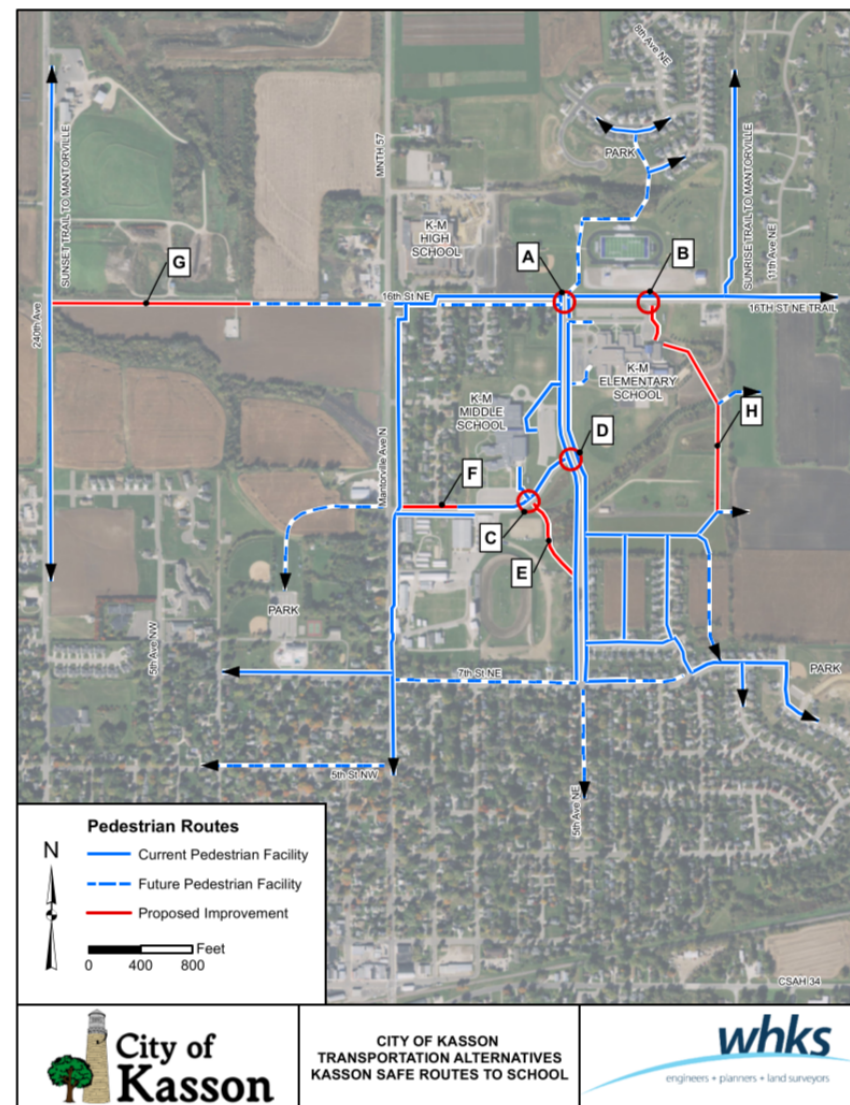 8th Ave NE
SUNSET TRAIL TO MANTORVILLE
MNTH 57
PARK
SUNRISE TRAIL TO MANTORVILLE
11th Ave NE
K-M
HIGH
SCHOOL
A
B
G
16th St NE
16TH ST NE TRAIL
240th Ave
K-M
ELEMENTARY
SCHOOL
K-M
MIDDLE
SCHOOL
H
D
Mantorville Ave N
F
C
E
PARK
5th Ave NW
7th St NE
PARK
5th St NW
5th Ave NE
Pedestrian Routes
N
Current Pedestrian Facility
Future Pedestrian Facility
Proposed Improvement
Feet
0 400 800
CSAH 34
City of
Kasson
CITY OF KASSON
TRANSPORTATION ALTERNATIVES
KASSON SAFE ROUTES TO SCHOOL
whks
engineers + planners + land surveyors